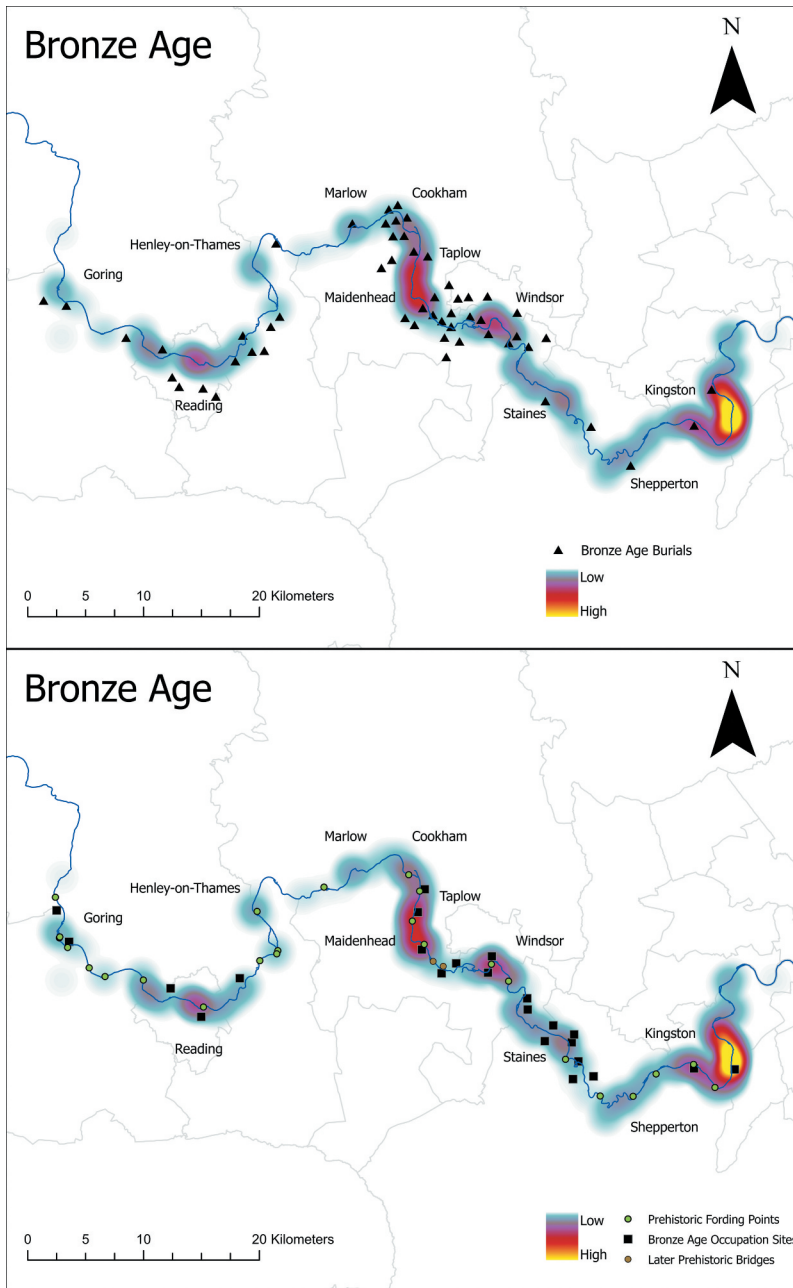 Bronze Age
N
Marlow
Cookham
Henley-on-Thames
Taplow
Goring
Maidenhead
Windsor
Kingston
Reading
Staines
Shepperton
Bronze Age Burials
Low
High
0 5 10 20 Kilometers
Bronze Age
N
Marlow
Cookham
Henley-on-Thames
Taplow
Goring
Maidenhead
Windsor
Kingston
Reading
Staines
Shepperton
Low
High
Prehistoric Fording Points
Bronze Age Occupation Sites
Later Prehistoric Bridges
0 5 10 20 Kilometers